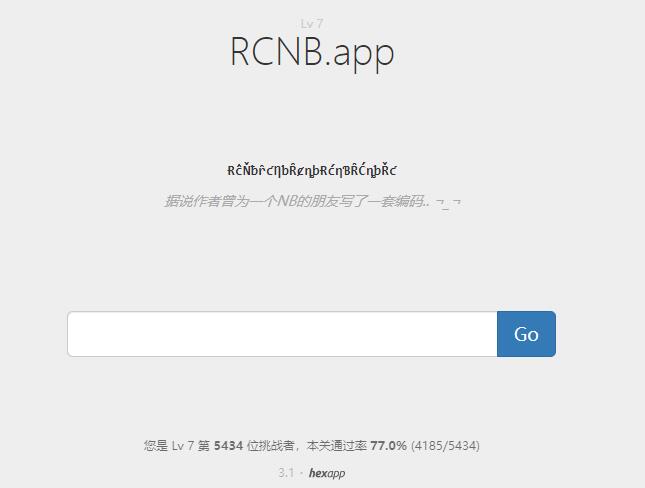 Lv 7
RCNB.app
ɌĉŇƅȓƈȠƅȒȼƞƅɌćƞƁȒĆƞƅŘƈ
据说作者曾为一个NB的朋友写了一套编码.. ¬_¬
Go
您是 Lv 7 第 5434 位挑战者，本关通过率 77.0% (4185/5434)
3.1 · hexapp